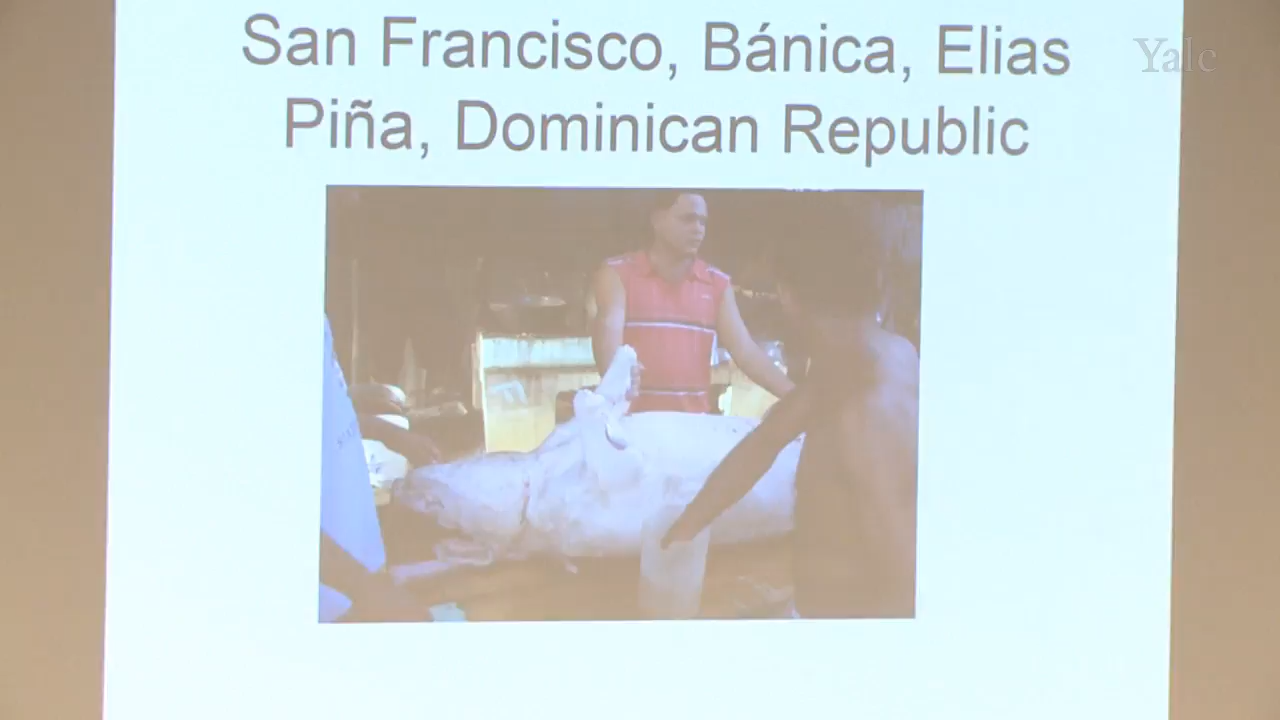 San Francisco, Bánica, Elias
Piña, Dominican Republic
Yale